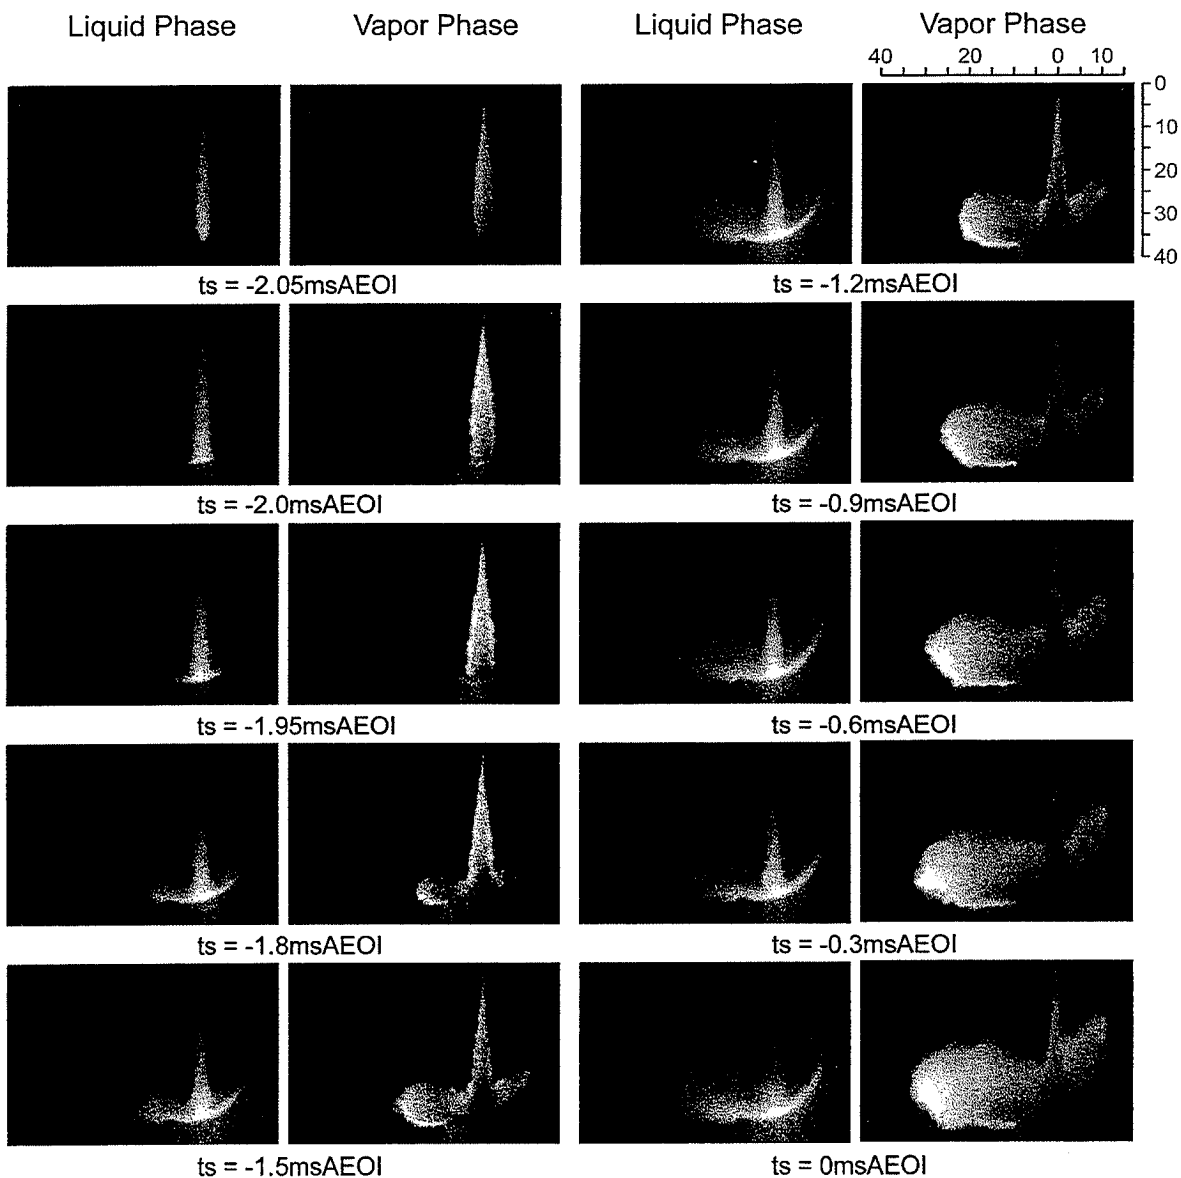 Liquid Phase Vapor Phase Liquid Phase Vapor Phase
40 20 0 10
0
10
20
30
40
ts = -2.05msAEOI ts = -1.2msAEOI
ts = -2.0msAEOI ts = -0.9msAEOI
ts = -1.95msAEOI ts = -0.6msAEOI
ts = -1.8msAEOI ts = -0.3msAEOI
ts = -1.5msAEOI ts = 0msAEOI